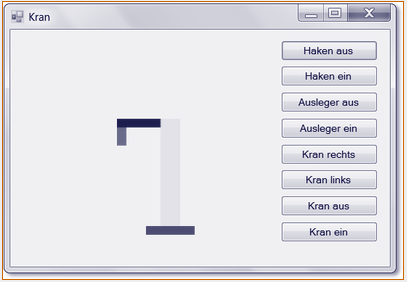 Kran
Haken aus
Haken ein
Ausleger aus
Ausleger ein
Kran rechts
Kran links
Kran aus
Kran ein